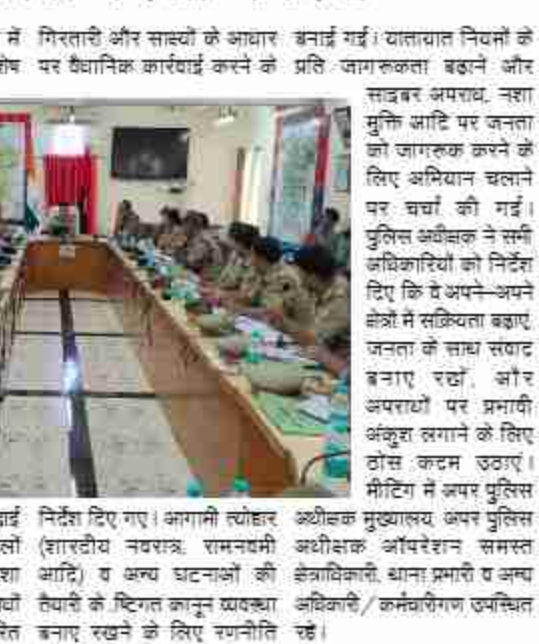 में
शेष
गिरतारी और साक्ष्यों के आधार
पर वैधानिक कार्रवाई करने के
निर्देश दिए गए। आगामी त्योहार
(शारदीय नवरात्र, रामनवमी
आदि) व अन्य घटनाओं की
तैयारी के ष्टिगत कानून व्यवस्था
बनाए रखने के लिए रणनीति
बनाई गई। यातायात नियमों के
प्रति जागरूकता बढ़ाने और
साइबर अपराध, नशा
मुक्ति आदि पर जनता
को जागरूक करने के
लिए अभियान चलाने
पर चर्चा की गई।
पुलिस अधीक्षक ने सभी
अधिकारियों को निर्देश
दिए कि वे अपने-अपने
क्षेत्रों में सक्रियता बढ़ाएं,
जनता के साथ संवाद
बनाए रखें, और
अपराधों पर प्रभावी
अंकुश लगाने के लिए
ठोस कदम उठाएं।
मीटिंग में अपर पुलिस
अधीक्षक मुख्यालय, अपर पुलिस
अधीक्षक ऑपरेशन समस्त
क्षेत्राधिकारी, थाना प्रभारी व अन्य
अधिकारी/कर्मचारीगण उपस्थित
रहे।